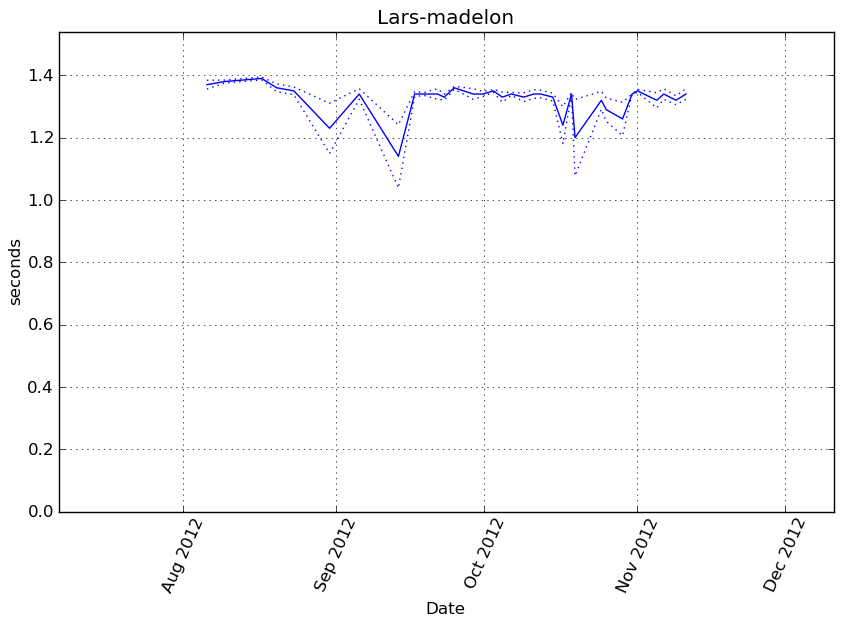 Lars-madelon
1.4
1.2
1.0
0.8
0.6
0.4
0.2
0.0
seconds
Aug 2012
Sep 2012
Oct 2012
Nov 2012
Dec 2012
Date